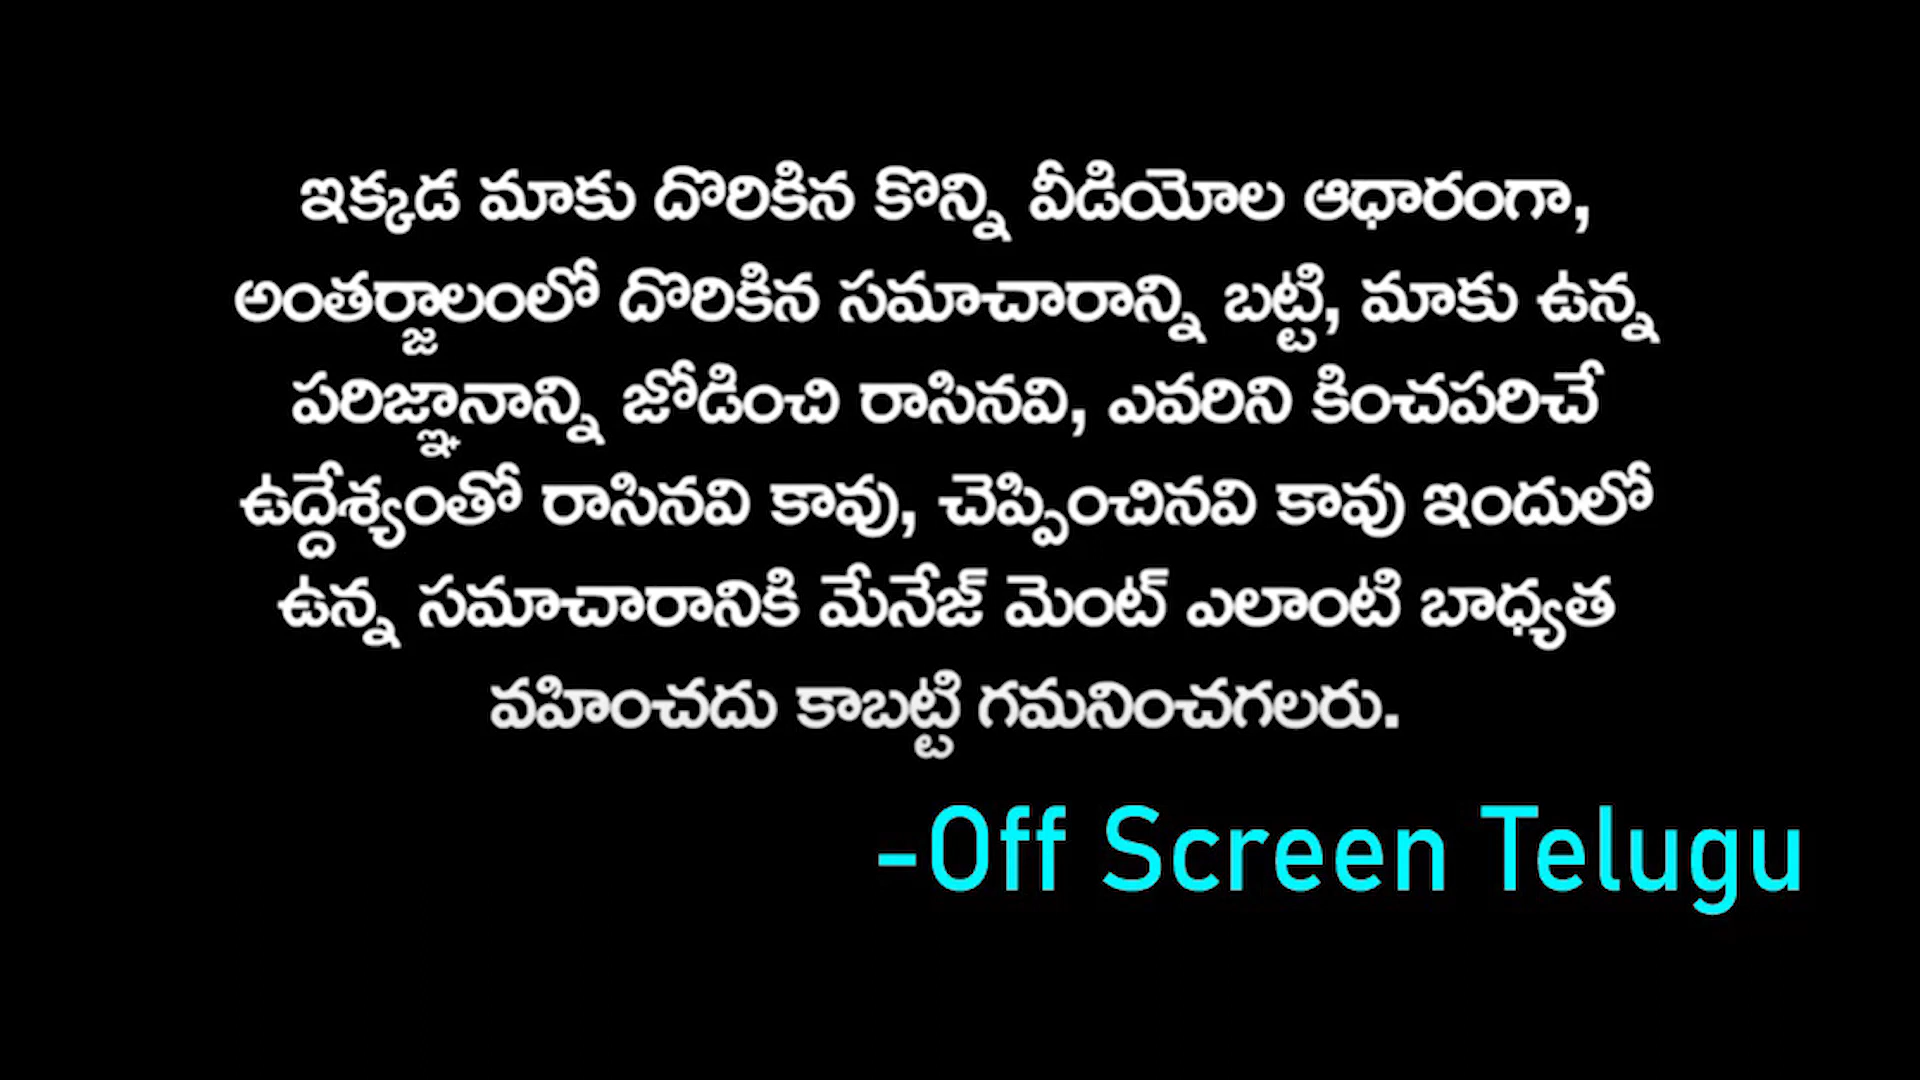 ఇక్కడ మాకు దొరికిన కొన్ని వీడియోల ఆధారంగా,
అంతర్జాలంలో దొరికిన సమాచారాన్ని బట్టి, మాకు ఉన్న
పరిజ్ఞానాన్ని జోడించి రాసినవి, ఎవరిని కించపరిచే
ఉద్దేశ్యంతో రాసినవి కావు, చెప్పించినవి కావు ఇందులో
ఉన్న సమాచారానికి మేనేజ్ మెంట్ ఎలాంటి బాధ్యత
వహించదు కాబట్టి గమనించగలరు.
-Off Screen Telugu